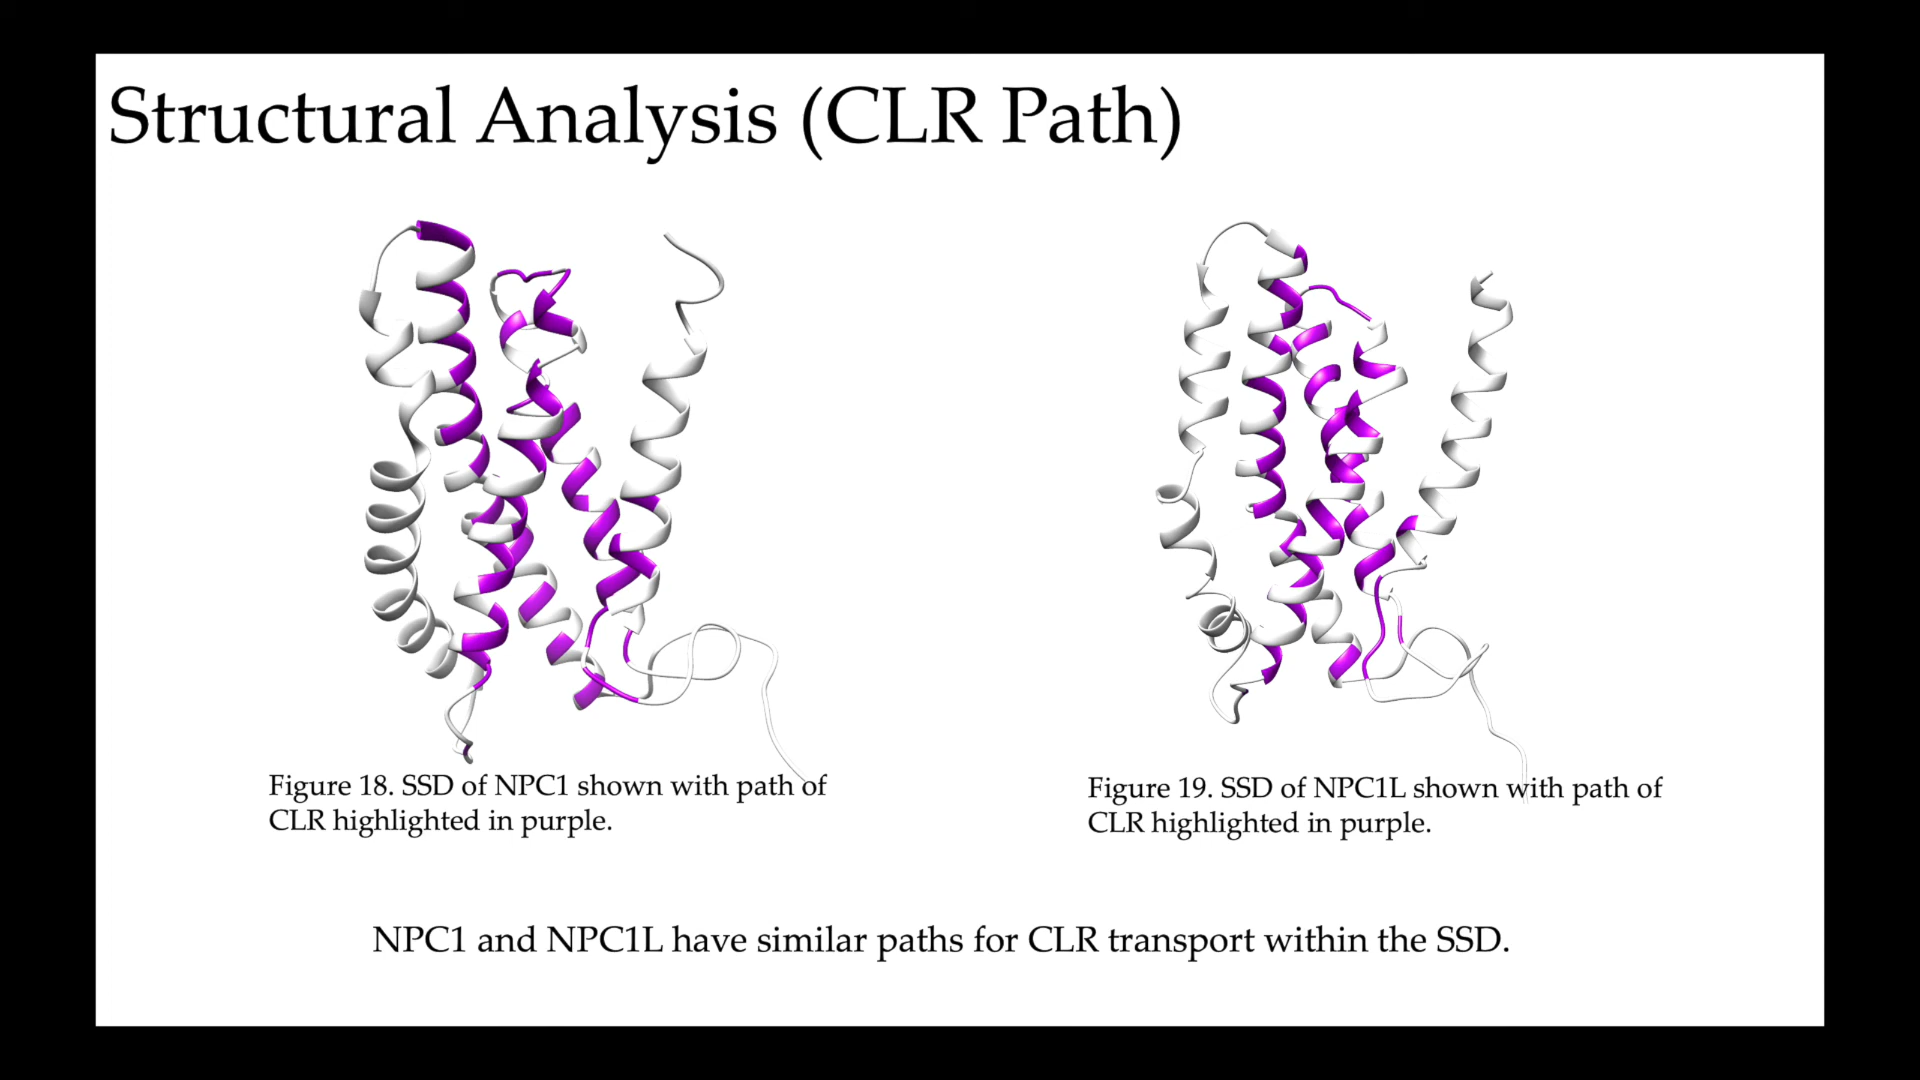 Structural Analysis (CLR Path)
Figure 18. SSD of NPC1 shown with path of
CLR highlighted in purple.
Figure 19. SSD of NPC1L shown with path of
CLR highlighted in purple.
NPC1 and NPC1L have similar paths for CLR transport within the SSD.